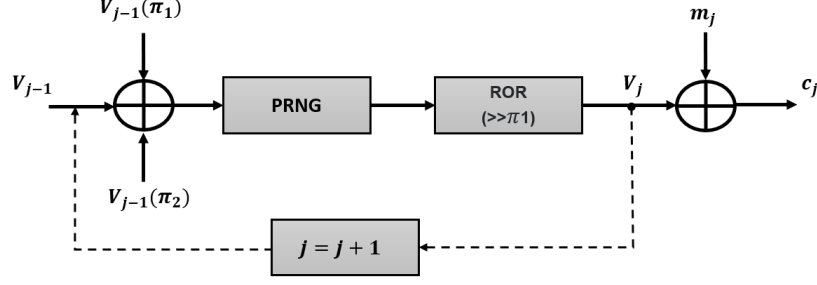 V_{j-1}(π_1)
m_j
V_{j-1}
PRNG
ROR
(>>π1)
V_j
c_j
V_{j-1}(π_2)
j = j + 1